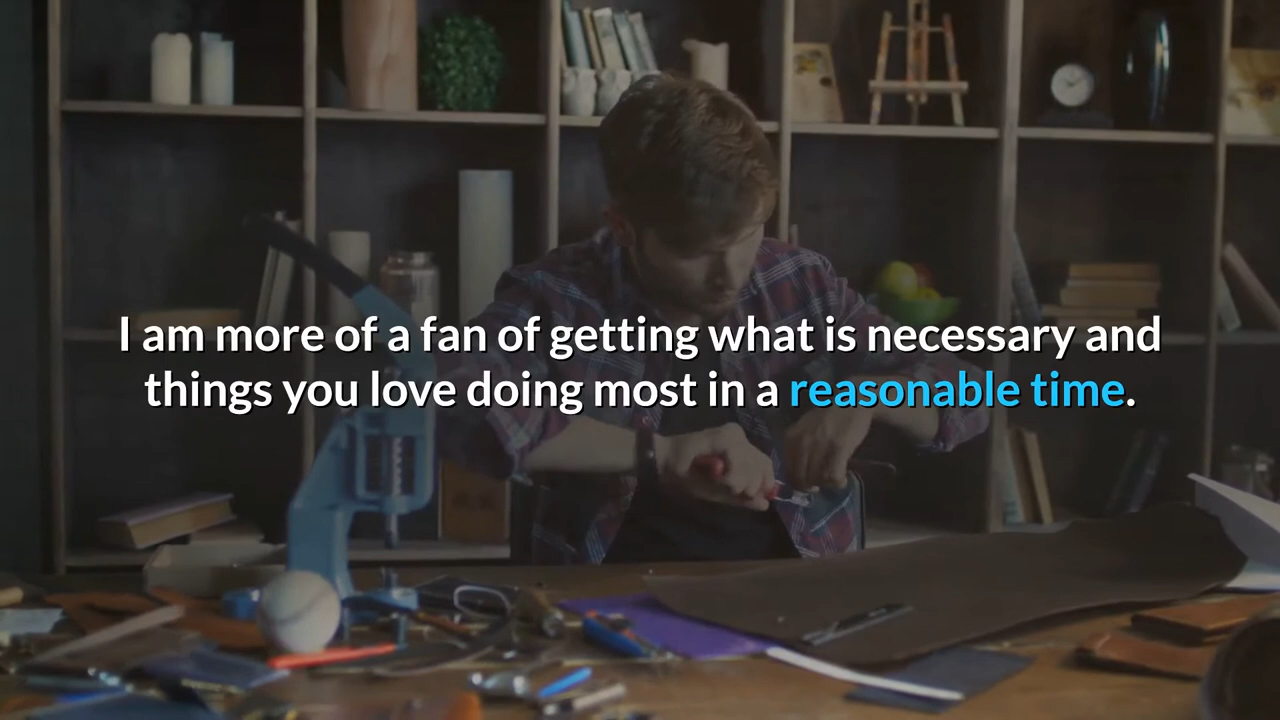 I am more of a fan of getting what is necessary and
things you love doing most in a reasonable time.